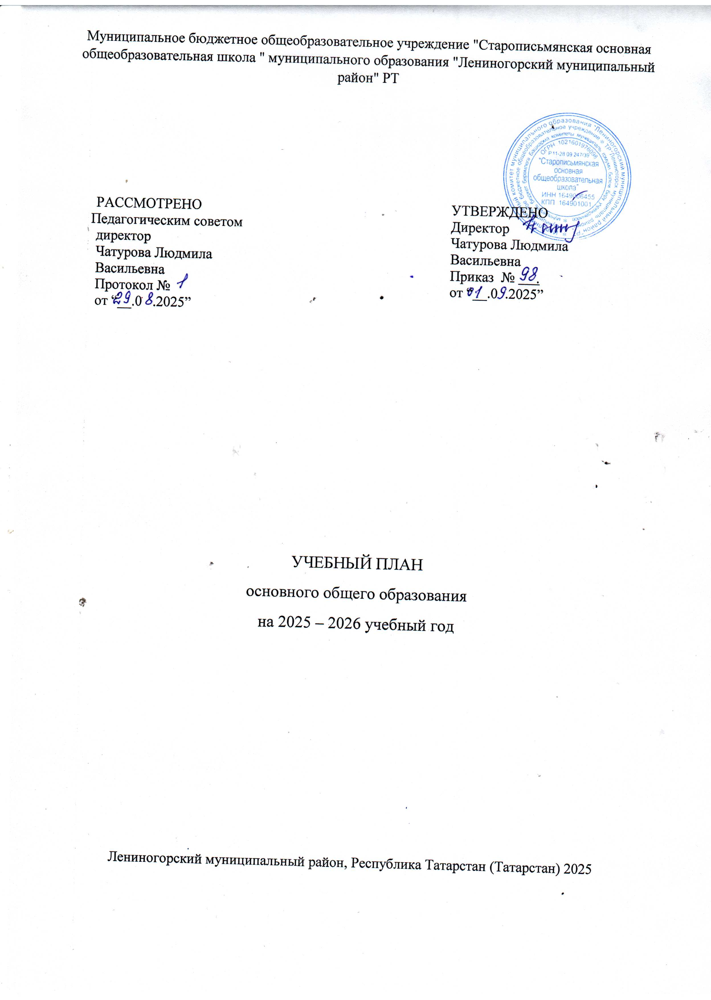 Муниципальное бюджетное общеобразовательное учреждение "Старописьмянская основная
общеобразовательная школа " муниципального образования "Лениногорский муниципальный
район" РТ
ОГРН 1021601976098
Р11-28 09 247/39
"Старописьмянская
основная
общеобразовательная
школа"
ИНН 1649006455
КПП 164901001
РАССМОТРЕНО
Педагогическим советом
директор
Чатурова Людмила
Васильевна
Протокол № 1
от “29.08.2025”
УТВЕРЖДЕНО
Директор
Чатурова Людмила
Васильевна
Приказ № 98.
от “01.09.2025”
УЧЕБНЫЙ ПЛАН
основного общего образования
на 2025 – 2026 учебный год
Лениногорский муниципальный район, Республика Татарстан (Татарстан) 2025